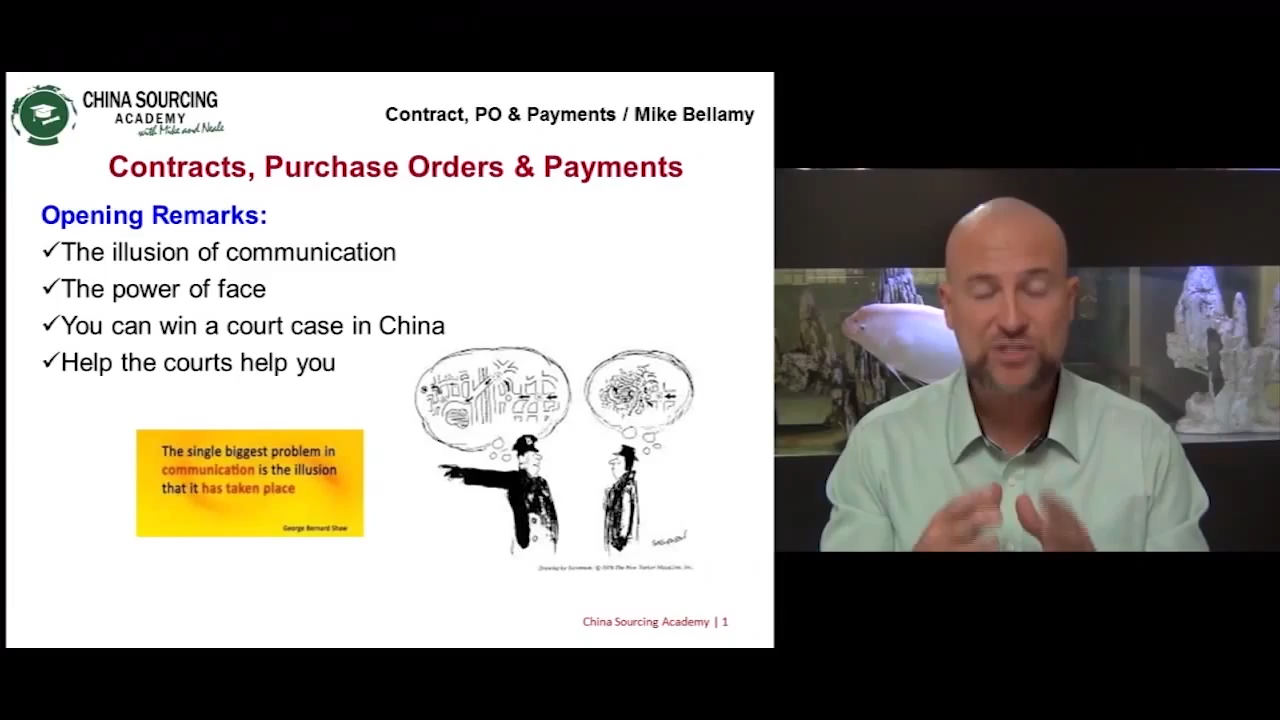 CHINA SOURCING
ACADEMY
with Mike and Neale
Contract, PO & Payments / Mike Bellamy
Contracts, Purchase Orders & Payments
Opening Remarks:
✓The illusion of communication
✓The power of face
✓You can win a court case in China
✓Help the courts help you
The single biggest problem in
communication is the illusion
that it has taken place
George Bernard Shaw
China Sourcing Academy | 1